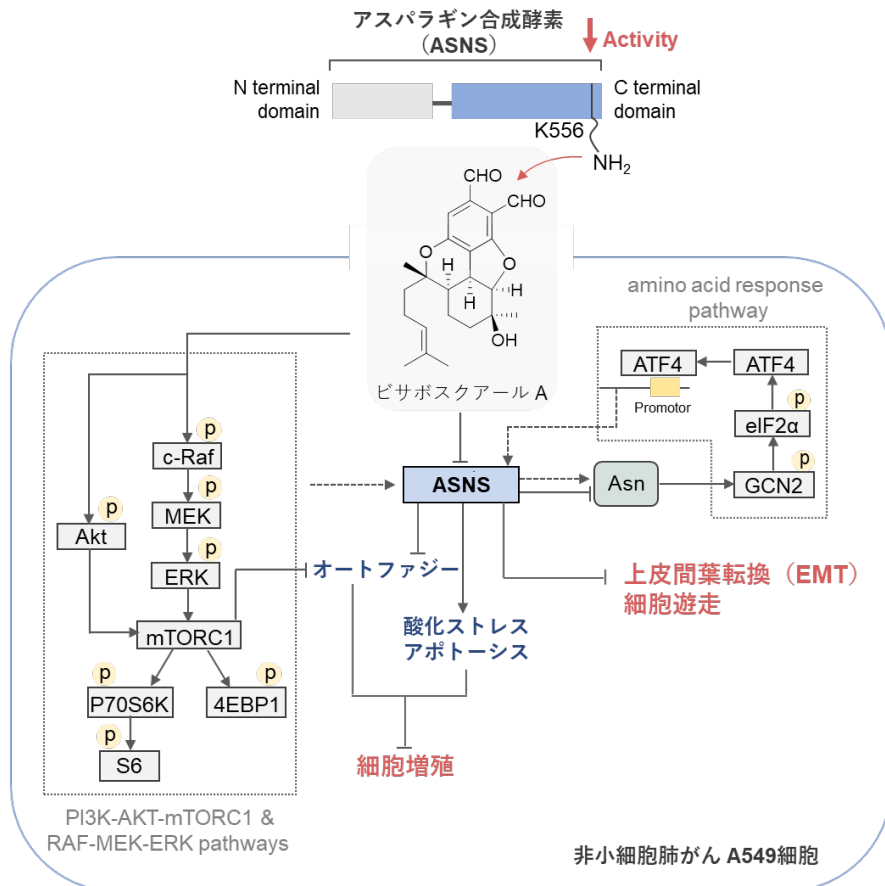 アスパラギン合成酵素
（ASNS）
Activity
N terminal
domain
C terminal
domain
K556
NH2
CHO
CHO
O
O
H
H
H
OH
ビサボスクアール A
amino acid response
pathway
ATF4
ATF4
Promotor
p
eIF2α
p
GCN2
p
c-Raf
p
MEK
p
Akt
p
ERK
mTORC1
p
P70S6K
p
4EBP1
p
S6
PI3K-AKT-mTORC1 &
RAF-MEK-ERK pathways
ASNS
Asn
オートファジー
酸化ストレス
アポトーシス
上皮間葉転換（EMT）
細胞遊走
細胞増殖
非小細胞肺がん A549細胞